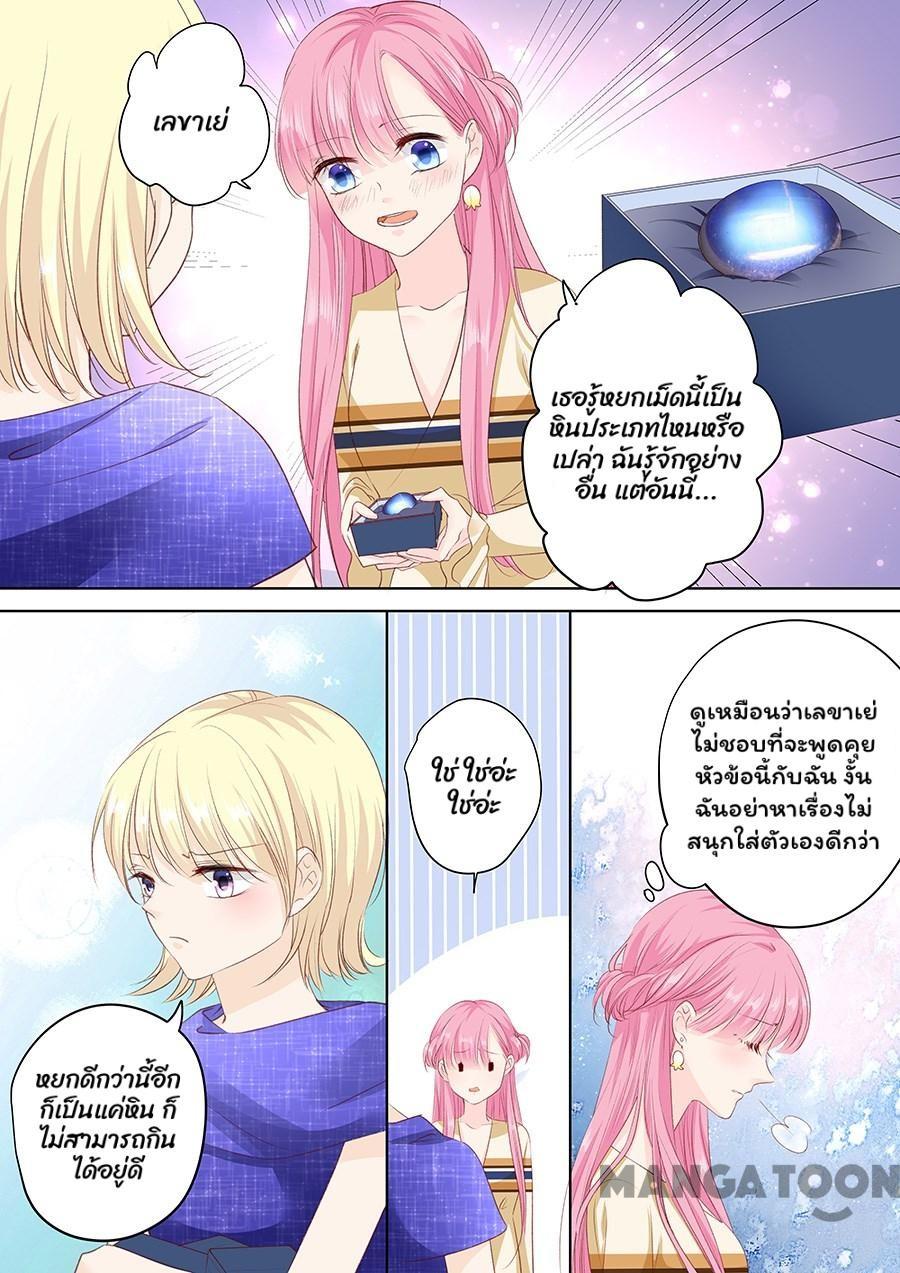 เลขาเย่
เธอรู้หยกเม็ดนี้เป็น
หินประเภทไหนหรือ
เปล่า ฉันรู้จักอย่าง
อื่น แต่อันนี้...
หยกดีกว่านี้อีก
ก็เป็นแค่หิน ก็
ไม่สามารถกิน
ได้อยู่ดี
ใช่ ใช่อ่ะ
ใช่อ่ะ
ดูเหมือนว่าเลขาเย่
ไม่ชอบที่จะพูดคุย
หัวข้อนี้กับฉัน งั้น
ฉันอย่าหาเรื่องไม่
สนุกใส่ตัวเองดีกว่า
MANGATOON